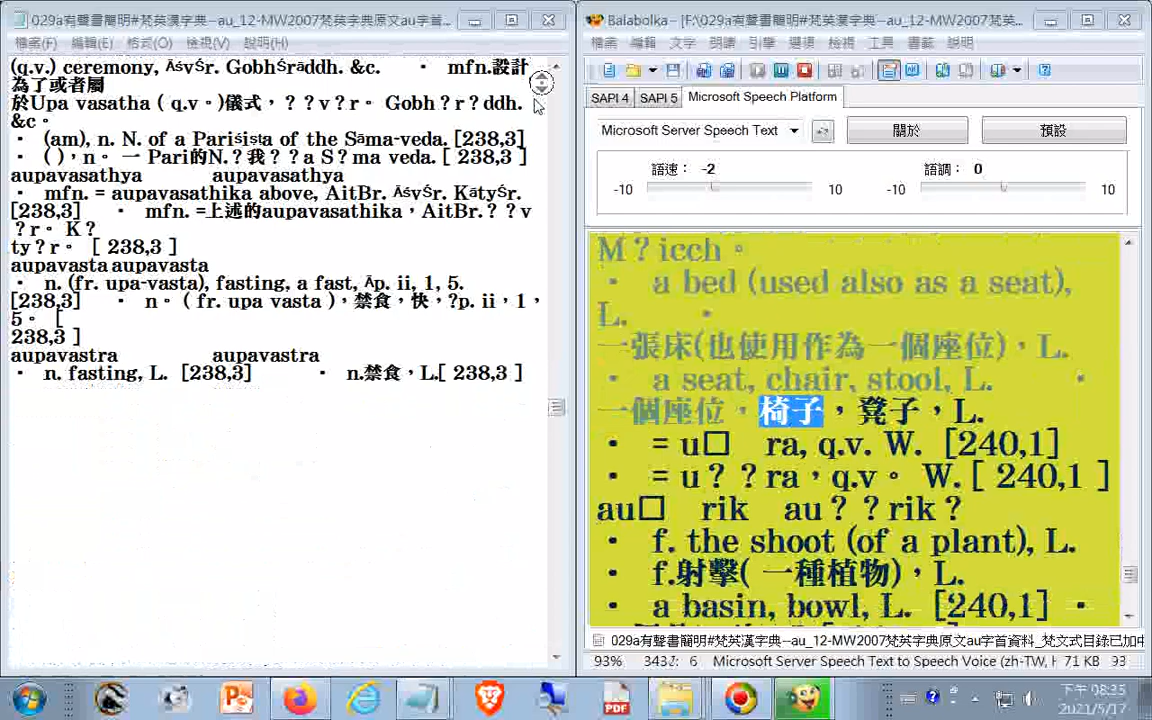 029a有聲書簡明#梵英漢字典--au_12-MW2007梵英字典原文au字首...
檔案(F) 編輯(E) 格式(O) 檢視(V) 說明(H)
(q.v.) ceremony, ĀśvŚr. GobhŚrāddh. &c. • mfn.設計
為了或者屬
於Upa vasatha ( q.v。)儀式，？？v？r。 Gobh？r？ddh.
&c。
• (am), n. N. of a Pariśiṣṭa of the Sāma-veda. [238,3]
• ( )，n。 一 Pari的N.？我？？a S？ma veda. [ 238,3 ]
aupavasathya aupavasathya
• mfn. = aupavasathika above, AitBr. ĀśvŚr. KātyŚr.
[238,3] • mfn. =上述的aupavasathika，AitBr.？？v
？r。 K？
ty？r。 [ 238,3 ]
aupavasta aupavasta
• n. (fr. upa-vasta), fasting, a fast, Āp. ii, 1, 5.
[238,3] • n。 ( fr. upa vasta )，禁食，快，?p. ii，1，
5。 [
238,3 ]
aupavastra aupavastra
• n. fasting, L. [238,3] • n.禁食，L.[ 238,3 ]
Balabolka - [F:\029a有聲書簡明#梵英漢字典--au_12-MW2007梵英...
檔案 編輯 文字 朗讀 引擎 選項 檢視 工具 書籤 說明
SAPI 4 SAPI 5 Microsoft Speech Platform
Microsoft Server Speech Text 關於 預設
語速： -2 語調： 0
-10 10 -10 10
M？icch。
• a bed (used also as a seat),
L. •
一張床(也使用作為一個座位)，L.
• a seat, chair, stool, L. •
一個座位，椅子，凳子，L.
• = u□ ra, q.v. W. [240,1]
• = u？？ra，q.v。 W. [ 240,1 ]
au□ rik au？？rik？
• f. the shoot (of a plant), L.
• f.射擊( 一種植物)，L.
• a basin, bowl, L. [240,1] •
029a有聲書簡明#梵英漢字典--au_12-MW2007梵英字典原文au字首資料_梵文式目錄已加中
93% 3437: 6 Microsoft Server Speech Text to Speech Voice (zh-TW, H 71 KB 93
下午 08:35
2021/5/17